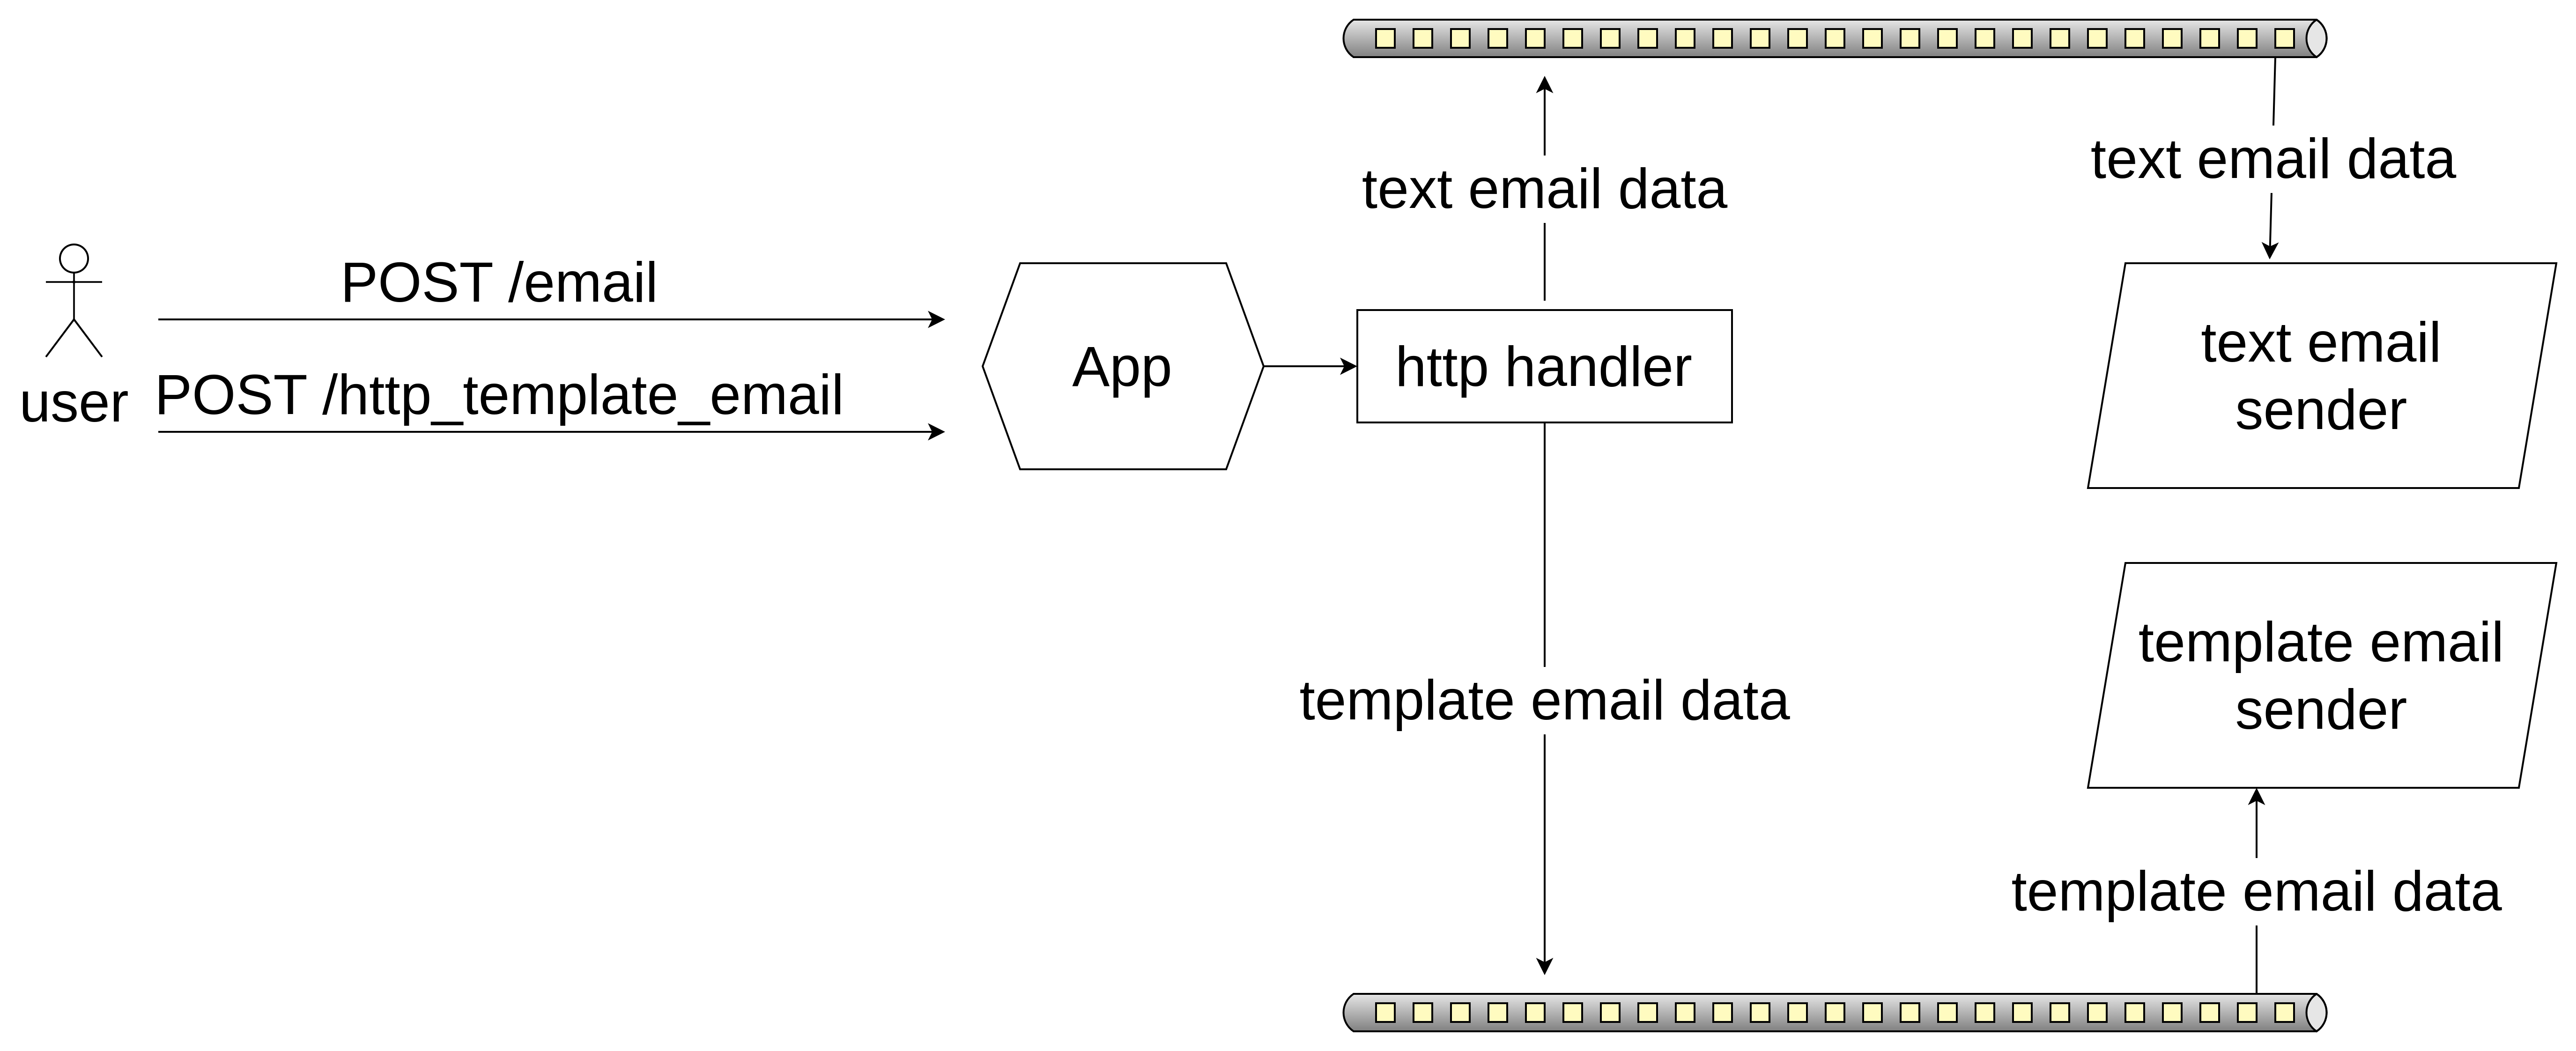 text email data
text email data
POST /email
user
POST /http_template_email
App
http handler
text email
sender
template email
sender
template email data
template email data